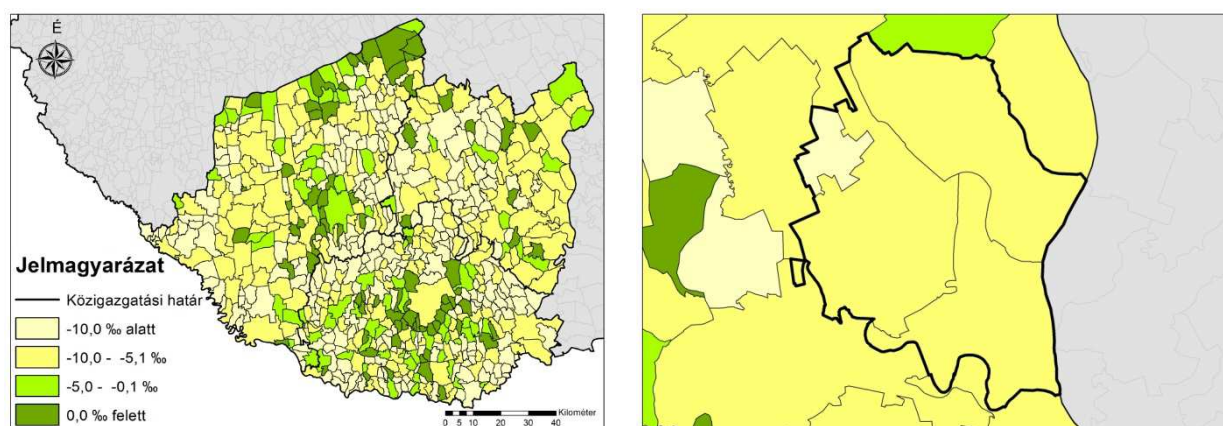 É
Jelmagyarázat
Közigazgatási határ
-10,0 ‰ alatt
-10,0 - -5,1 ‰
-5,0 - -0,1 ‰
0,0 ‰ felett
0 5 10 20 30 40 Kilométer